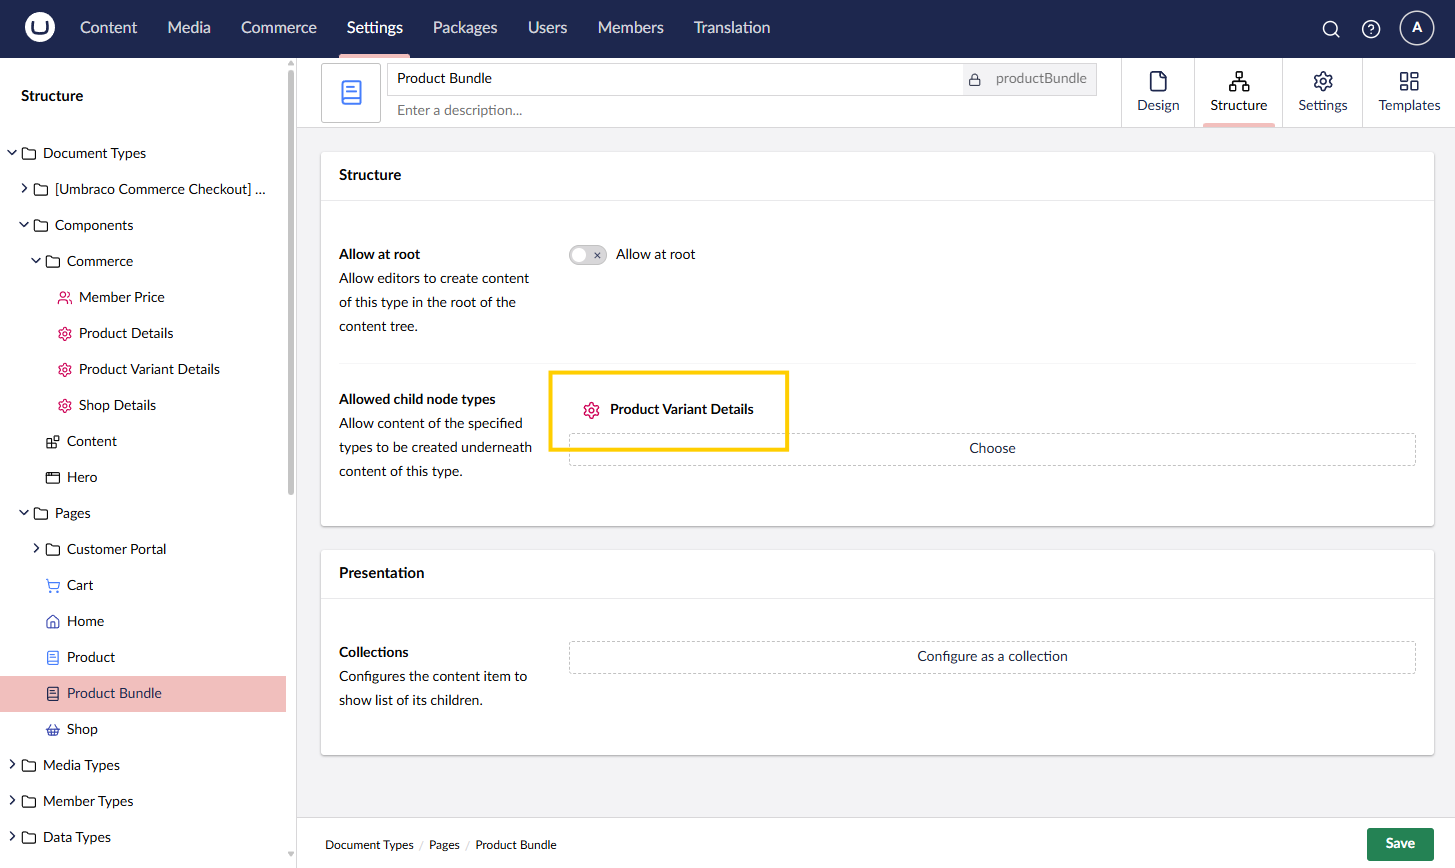 Content Media Commerce Settings Packages Users Members Translation
A
Structure
Document Types
[Umbraco Commerce Checkout] ...
Components
Commerce
Member Price
Product Details
Product Variant Details
Shop Details
Content
Hero
Pages
Customer Portal
Cart
Home
Product
Product Bundle
Shop
Media Types
Member Types
Data Types
Product Bundle
productBundle
Enter a description...
Design
Structure
Settings
Templates
Structure
Allow at root
Allow editors to create content
of this type in the root of the
content tree.
Allow at root
Allowed child node types
Allow content of the specified
types to be created underneath
content of this type.
Product Variant Details
Choose
Presentation
Collections
Configures the content item to
show list of its children.
Configure as a collection
Document Types / Pages / Product Bundle
Save